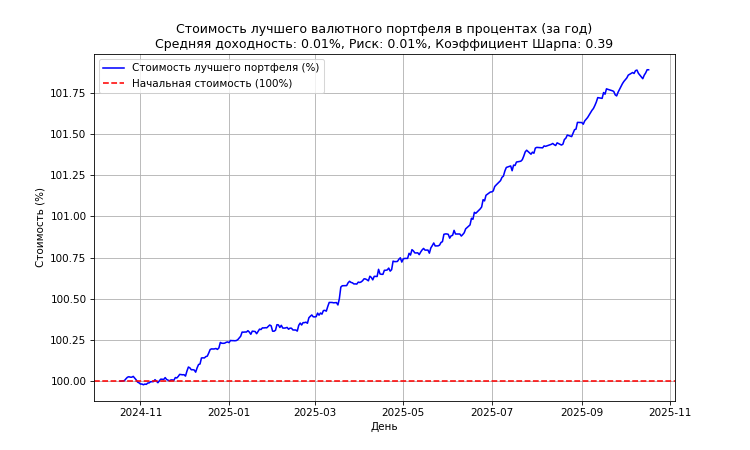 Стоимость лучшего валютного портфеля в процентах (за год)
Средняя доходность: 0.01%, Риск: 0.01%, Коэффициент Шарпа: 0.39
Стоимость лучшего портфеля (%)
Начальная стоимость (100%)
Стоимость (%)
101.75
101.50
101.25
101.00
100.75
100.50
100.25
100.00
2024-11
2025-01
2025-03
2025-05
2025-07
2025-09
2025-11
День